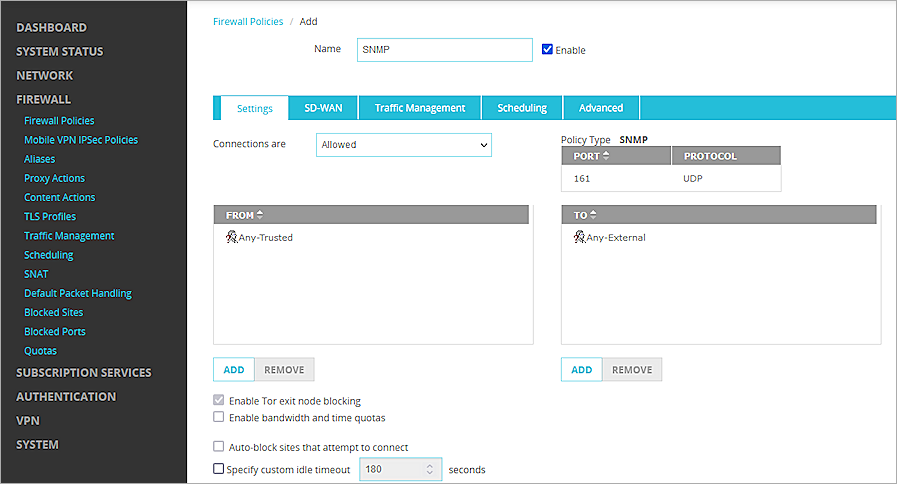 DASHBOARD
SYSTEM STATUS
NETWORK
FIREWALL
Firewall Policies
Mobile VPN IPSec Policies
Aliases
Proxy Actions
Content Actions
TLS Profiles
Traffic Management
Scheduling
SNAT
Default Packet Handling
Blocked Sites
Blocked Ports
Quotas
SUBSCRIPTION SERVICES
AUTHENTICATION
VPN
SYSTEM
Firewall Policies / Add
Name SNMP Enable
Settings SD-WAN Traffic Management Scheduling Advanced
Connections are Allowed
Policy Type SNMP
PORT PROTOCOL
161 UDP
FROM
Any-Trusted
ADD REMOVE
TO
Any-External
ADD REMOVE
Enable Tor exit node blocking
Enable bandwidth and time quotas
Auto-block sites that attempt to connect
Specify custom idle timeout 180 seconds